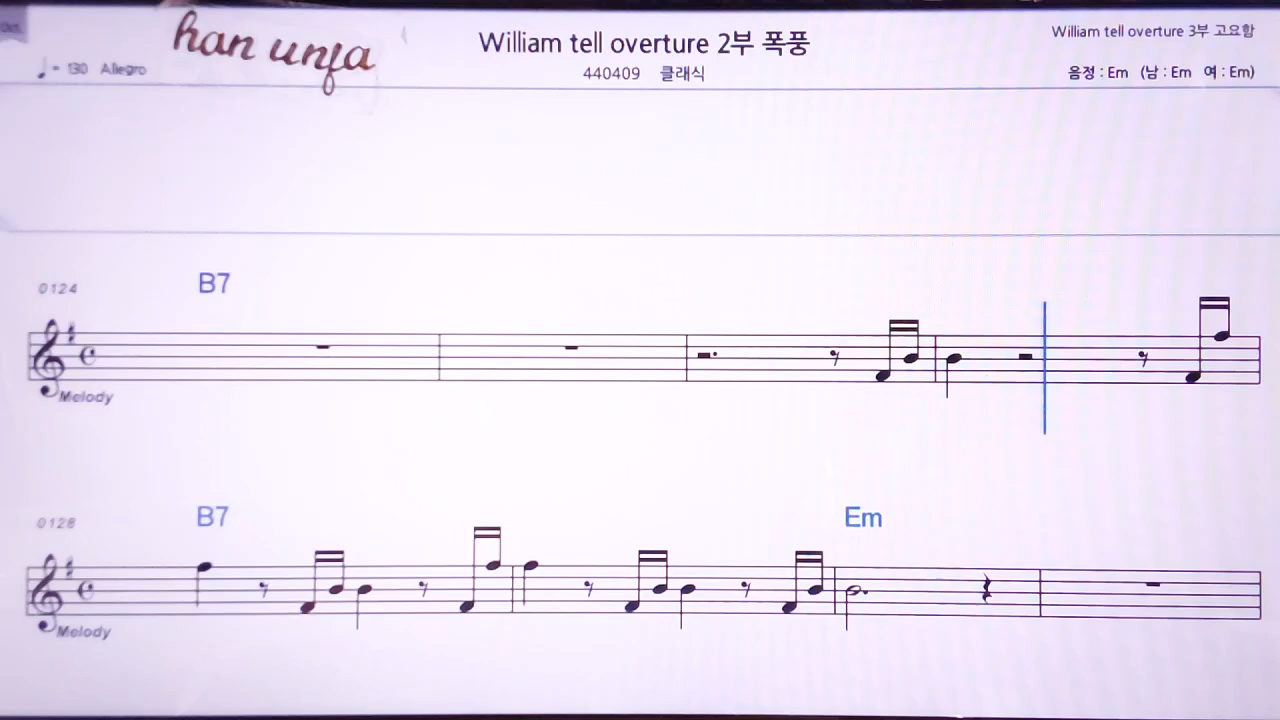 han unja
William tell overture 2부 폭풍
William tell overture 3부 고요함
♩ = 130 Allegro
440409 클래식
음정 : Em (남 : Em 여 : Em)
0124 B7
Melody
0128 B7 Em
Melody